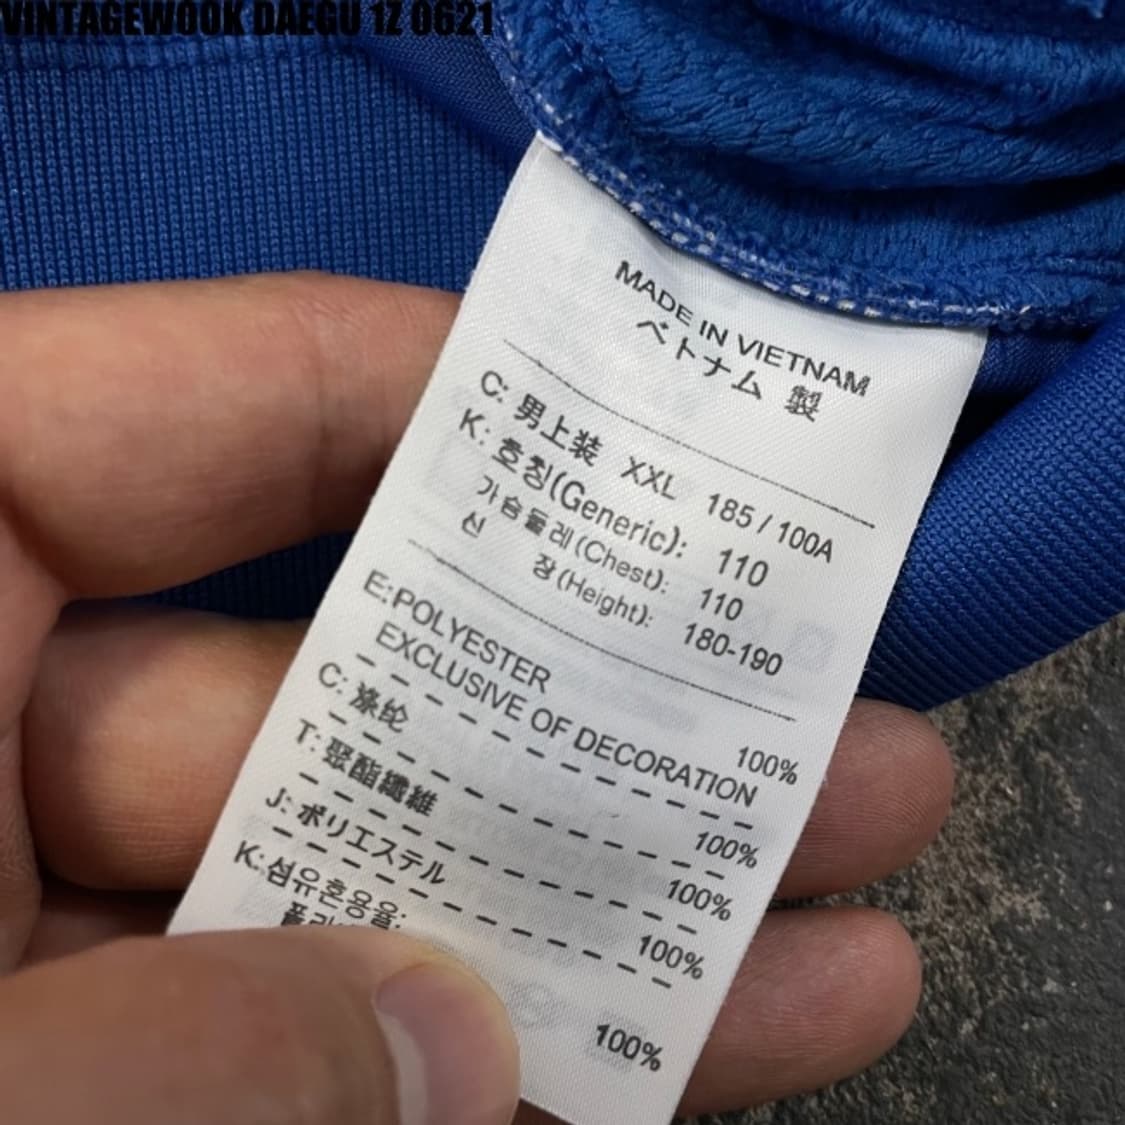 VINTAGEWOOK DAEGU 1Z 0621
MADE IN VIETNAM
ベトナム 製
C: 男上装 XXL 185 / 100A
K: 호칭(Generic): 110
가슴둘레(Chest): 110
신 장(Height): 180-190
E: POLYESTER 100%
EXCLUSIVE OF DECORATION
C: 涤纶 100%
T: 聚酯纖維 100%
J: ポリエステル 100%
K: 섬유혼용율:
100%